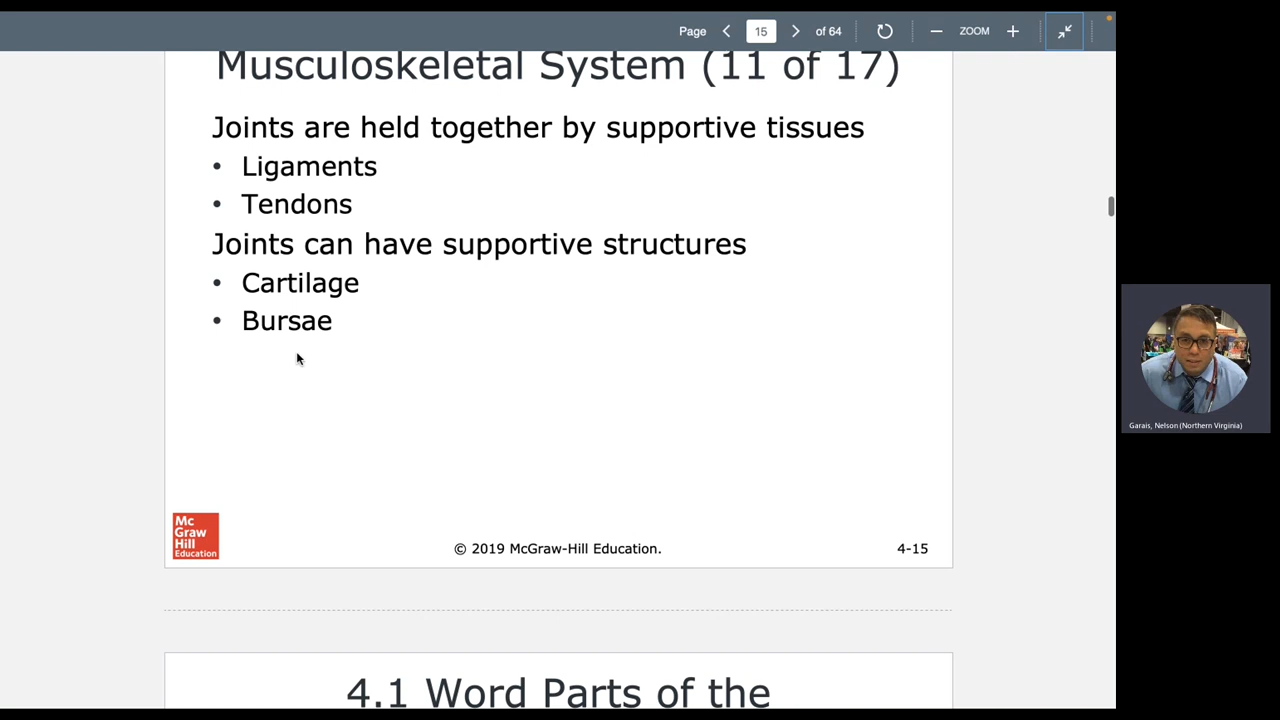 Page 15 of 64 ZOOM
Musculoskeletal System (11 of 17)
Joints are held together by supportive tissues
• Ligaments
• Tendons
Joints can have supportive structures
• Cartilage
• Bursae
Mc
Graw
Hill
Education
© 2019 McGraw-Hill Education.
4-15
4.1 Word Parts of the
Garais, Nelson (Northern Virginia)